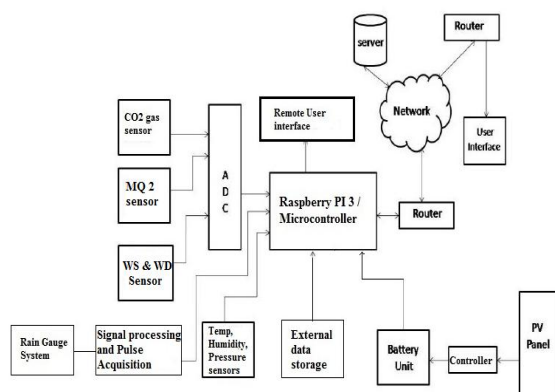 server
Router
Network
User
Interface
CO2 gas
sensor
Remote User
interface
A
D
C
MQ 2
sensor
Raspberry PI 3 /
Microcontroller
Router
WS & WD
Sensor
Rain Gauge
System
Signal processing
and Pulse
Acquisition
Temp,
Humidity,
Pressure
sensors
External
data
storage
Battery
Unit
Controller
PV
Panel